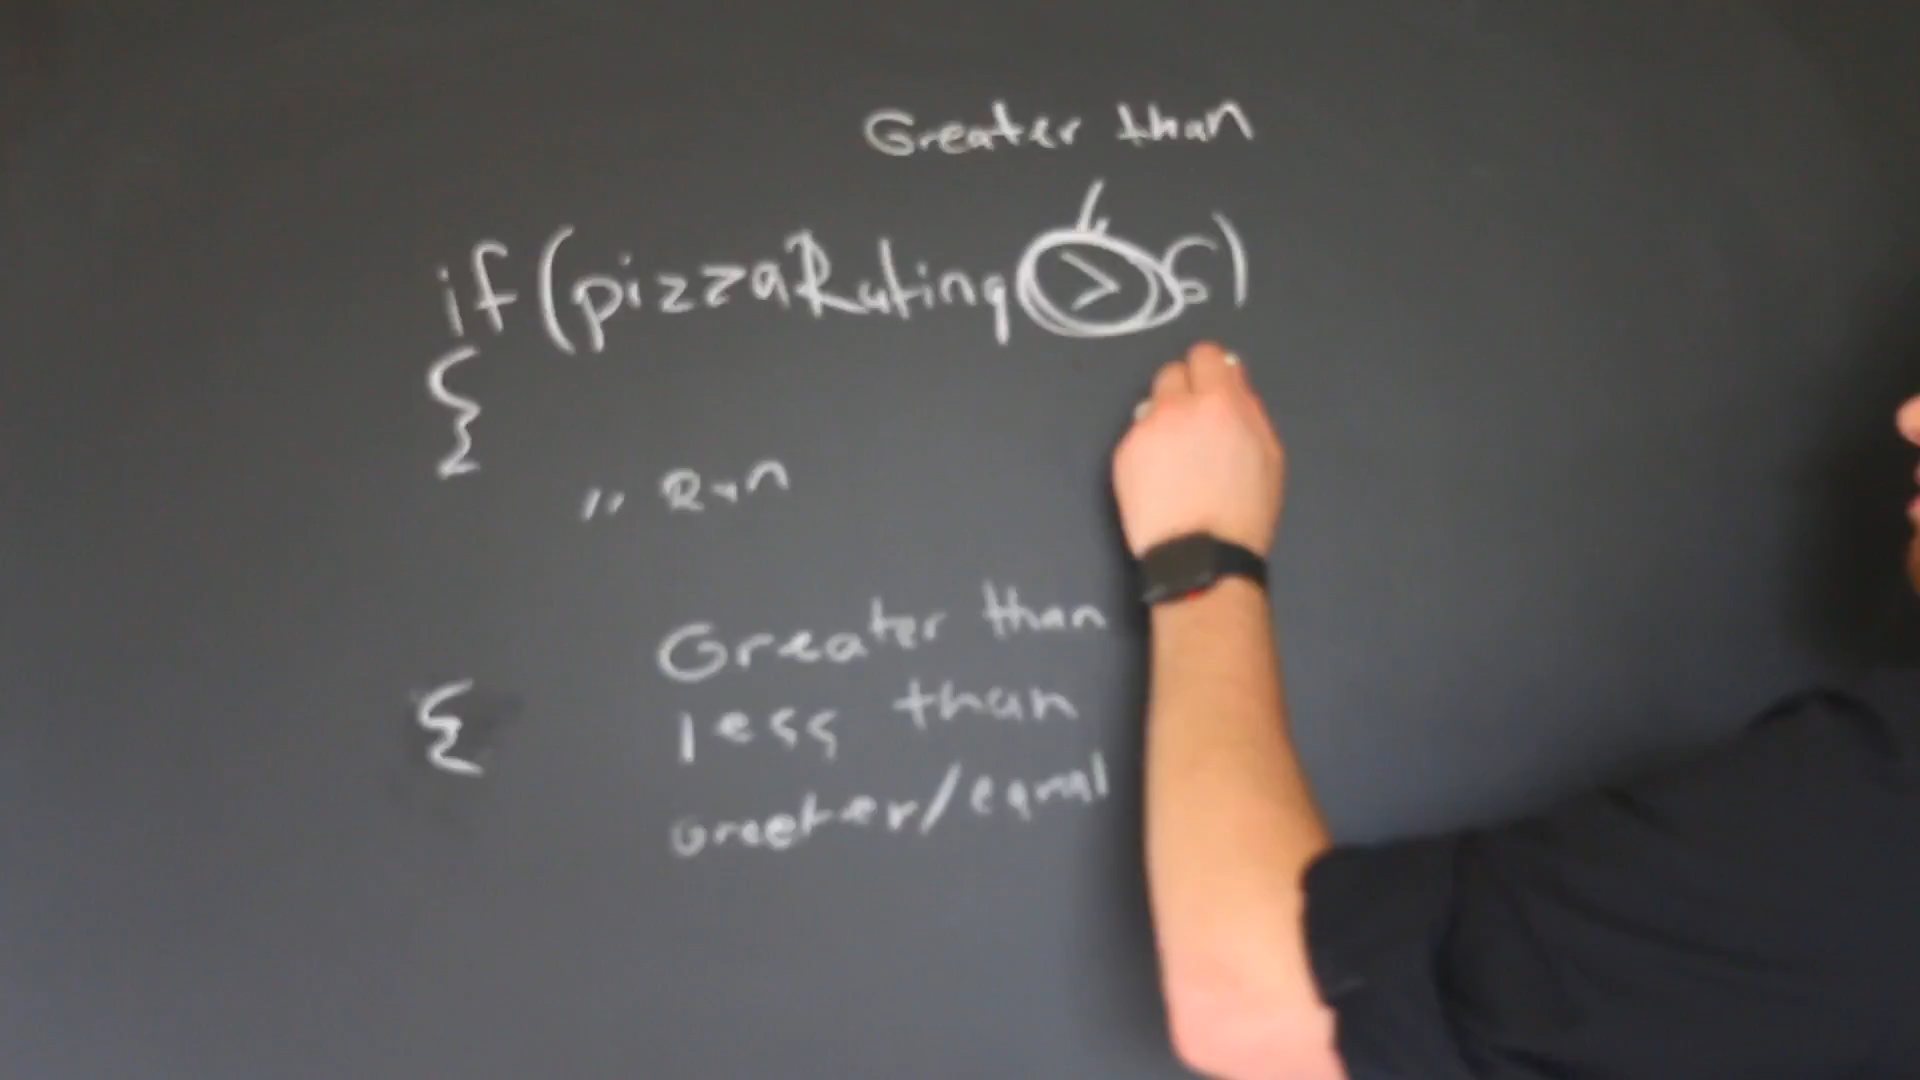 Greater than
if (pizzaRating > 6)
{
" Run
Greater than
less than
{
Greater/equal